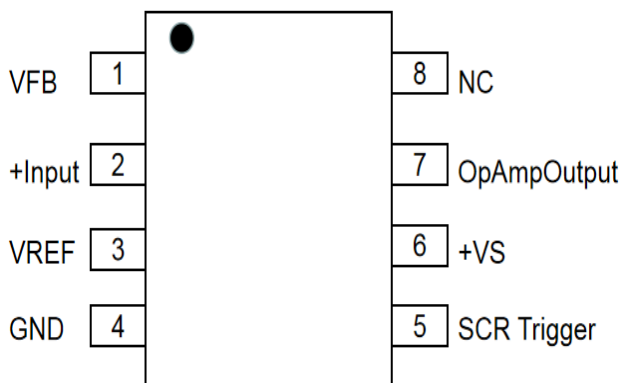 VFB 1 8 NC
+Input 2 7 OpAmpOutput
VREF 3 6 +VS
GND 4 5 SCR Trigger